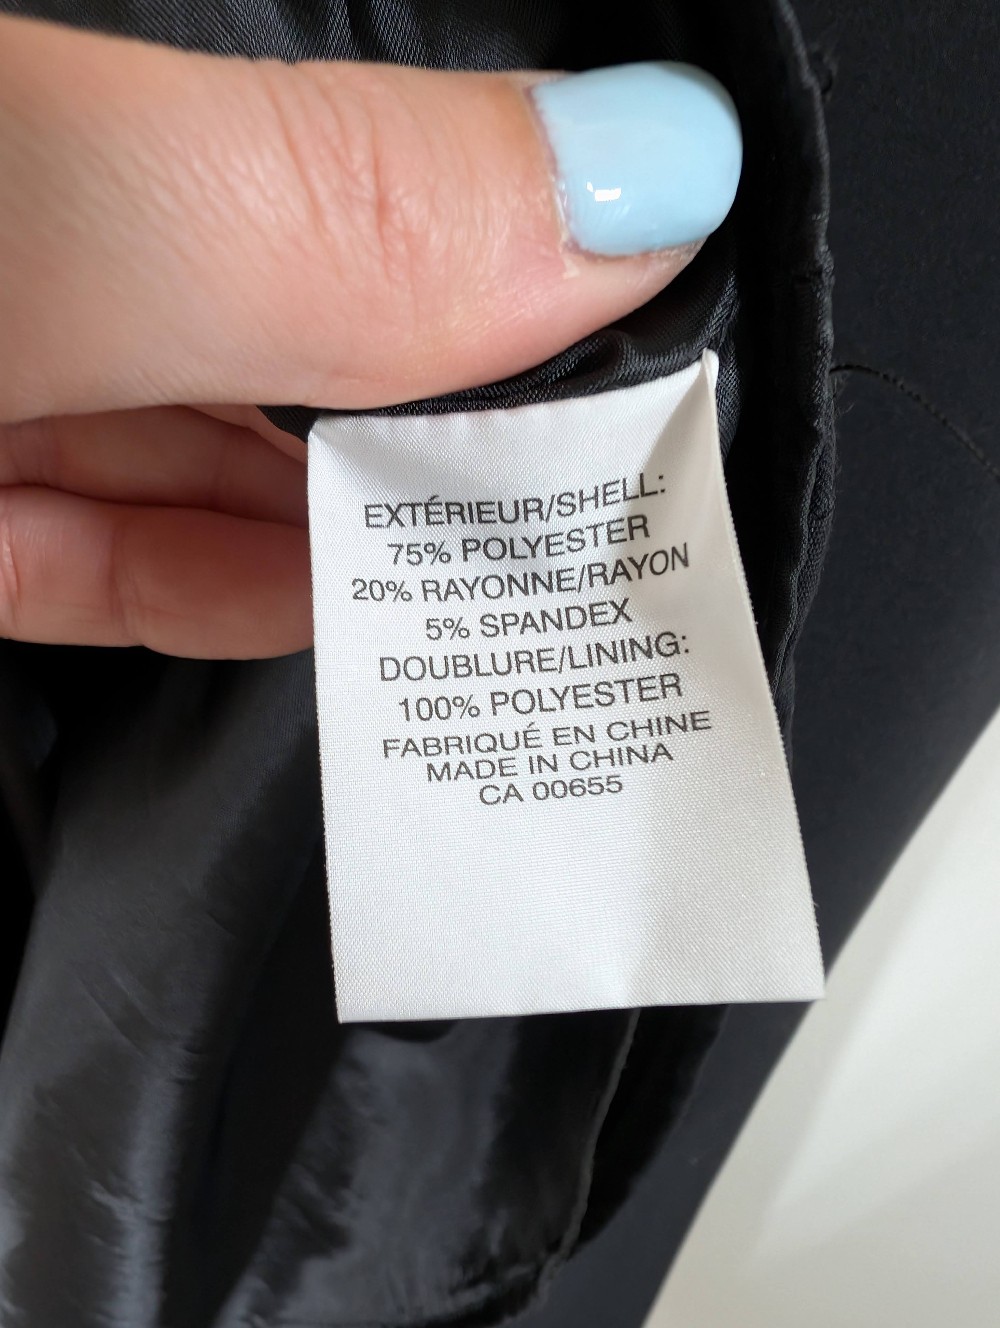 EXTÉRIEUR/SHELL:
75% POLYESTER
20% RAYONNE/RAYON
5% SPANDEX
DOUBLURE/LINING:
100% POLYESTER
FABRIQUÉ EN CHINE
MADE IN CHINA
CA 00655